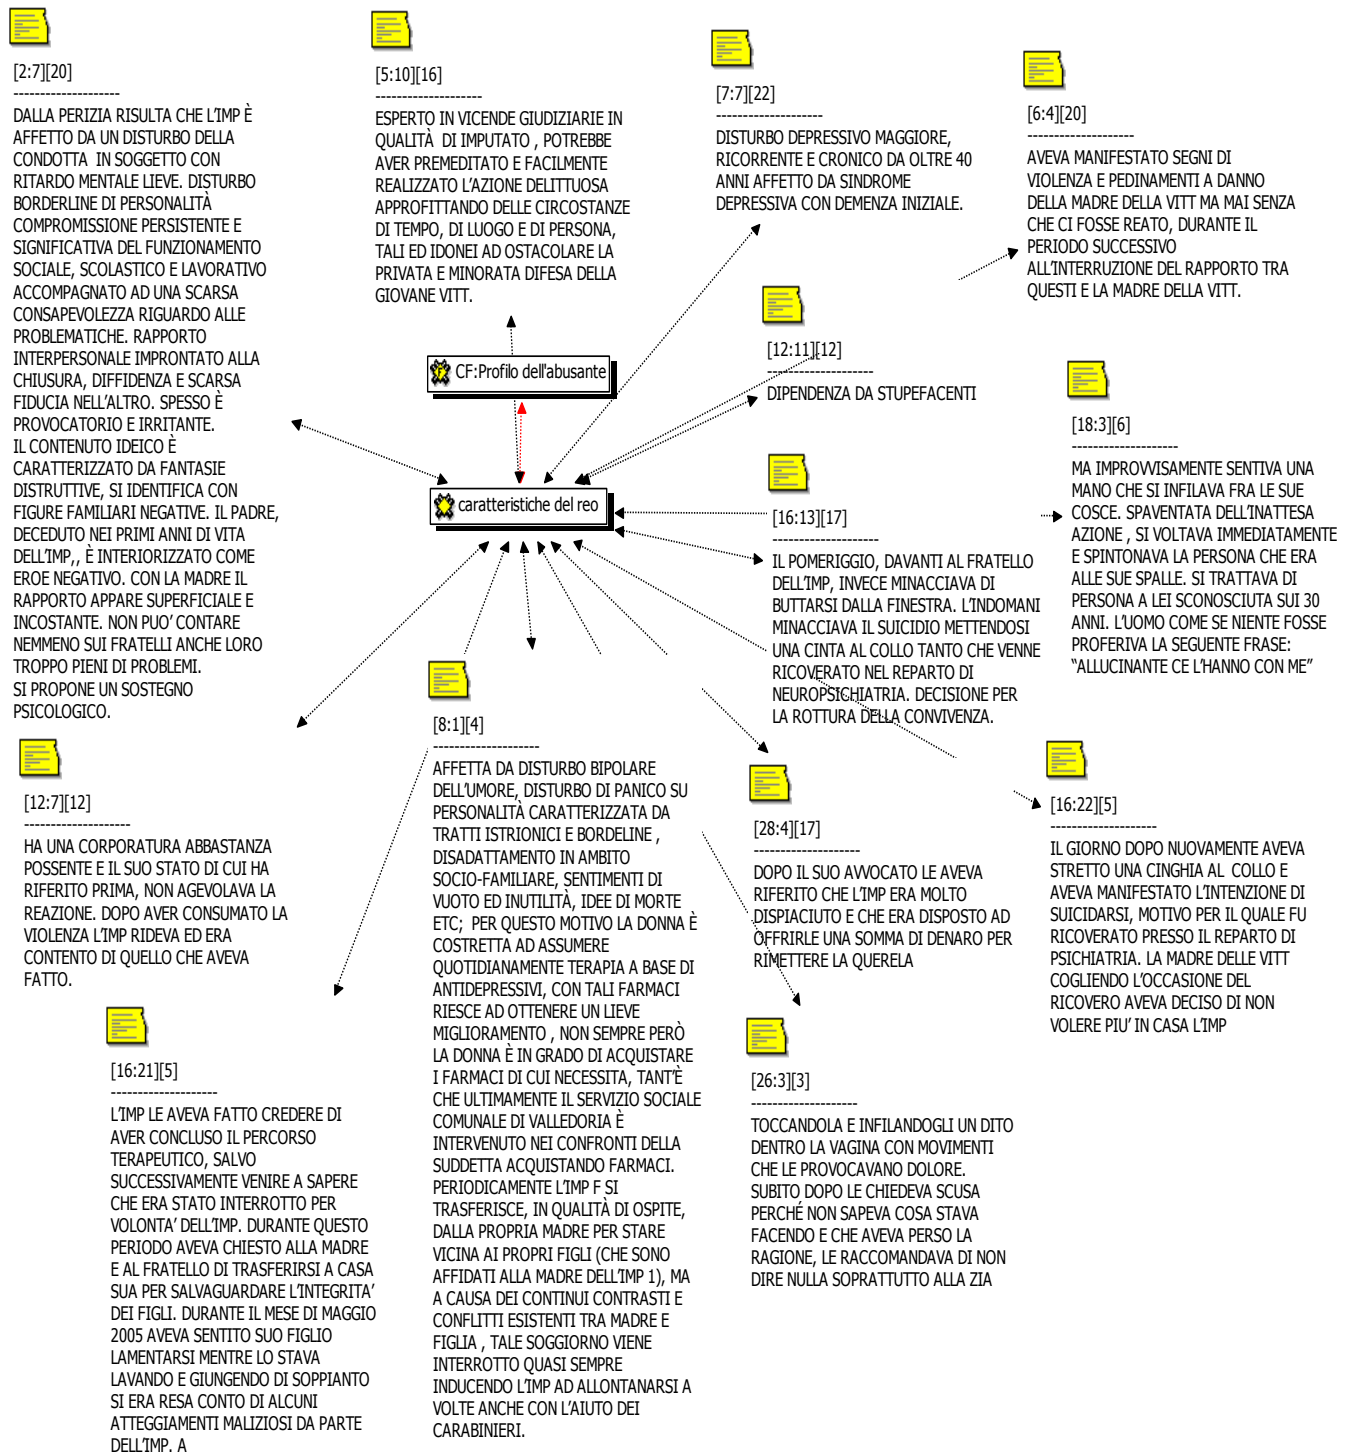 [2:7][20]
--------------------
DALLA PERIZIA RISULTA CHE L'IMP È
AFFETTO DA UN DISTURBO DELLA
CONDOTTA IN SOGGETTO CON
RITARDO MENTALE LIEVE. DISTURBO
BORDERLINE DI PERSONALITÀ
COMPROMISSIONE PERSISTENTE E
SIGNIFICATIVA DEL FUNZIONAMENTO
SOCIALE, SCOLASTICO E LAVORATIVO
ACCOMPAGNATO AD UNA SCARSA
CONSAPEVOLEZZA RIGUARDO ALLE
PROBLEMATICHE. RAPPORTO
INTERPERSONALE IMPRONTATO ALLA
CHIUSURA, DIFFIDENZA E SCARSA
FIDUCIA NELL'ALTRO. SPESSO È
PROVOCATORIO E IRRITANTE.
IL CONTENUTO IDEICO È
CARATTERIZZATO DA FANTASIE
DISTRUTTIVE, SI IDENTIFICA CON
FIGURE FAMILIARI NEGATIVE. IL PADRE,
DECEDUTO NEI PRIMI ANNI DI VITA
DELL'IMP,, È INTERIORIZZATO COME
EROE NEGATIVO. CON LA MADRE IL
RAPPORTO APPARE SUPERFICIALE E
INCOSTANTE. NON PUO' CONTARE
NEMMENO SUI FRATELLI ANCHE LORO
TROPPO PIENI DI PROBLEMI.
SI PROPONE UN SOSTEGNO
PSICOLOGICO.
[5:10][16]
--------------------
ESPERTO IN VICENDE GIUDIZIARIE IN
QUALITÀ DI IMPUTATO , POTREBBE
AVER PREMEDITATO E FACILMENTE
REALIZZATO L'AZIONE DELITTUOSA
APPROFITTANDO DELLE CIRCOSTANZE
DI TEMPO, DI LUOGO E DI PERSONA,
TALI ED IDONEI AD OSTACOLARE LA
PRIVATA E MINORATA DIFESA DELLA
GIOVANE VITT.
[7:7][22]
--------------------
DISTURBO DEPRESSIVO MAGGIORE,
RICORRENTE E CRONICO DA OLTRE 40
ANNI AFFETTO DA SINDROME
DEPRESSIVA CON DEMENZA INIZIALE.
[6:4][20]
--------------------
AVEVA MANIFESTATO SEGNI DI
VIOLENZA E PEDINAMENTI A DANNO
DELLA MADRE DELLA VITT MA MAI SENZA
CHE CI FOSSE REATO, DURANTE IL
PERIODO SUCCESSIVO
ALL'INTERRUZIONE DEL RAPPORTO TRA
QUESTI E LA MADRE DELLA VITT.
CF:Profilo dell'abusante
caratteristiche del reo
[12:11][12]
--------------------
DIPENDENZA DA STUPEFACENTI
[18:3][6]
--------------------
MA IMPROVVISAMENTE SENTIVA UNA
MANO CHE SI INFILAVA FRA LE SUE
COSCE. SPAVENTATA DELL'INATTESA
AZIONE , SI VOLTAVA IMMEDIATAMENTE
E SPINTONAVA LA PERSONA CHE ERA
ALLE SUE SPALLE. SI TRATTAVA DI
PERSONA A LEI SCONOSCIUTA SUI 30
ANNI. L'UOMO COME SE NIENTE FOSSE
PROFERIVA LA SEGUENTE FRASE:
“ALLUCINANTE CE L'HANNO CON ME”
[16:13][17]
--------------------
IL POMERIGGIO, DAVANTI AL FRATELLO
DELL'IMP, INVECE MINACCIAVA DI
BUTTARSI DALLA FINESTRA. L'INDOMANI
MINACCIAVA IL SUICIDIO METTENDOSI
UNA CINTA AL COLLO TANTO CHE VENNE
RICOVERATO NEL REPARTO DI
NEUROPSICHIATRIA. DECISIONE PER
LA ROTTURA DELLA CONVIVENZA.
[12:7][12]
--------------------
HA UNA CORPORATURA ABBASTANZA
POSSENTE E IL SUO STATO DI CUI HA
RIFERITO PRIMA, NON AGEVOLAVA LA
REAZIONE. DOPO AVER CONSUMATO LA
VIOLENZA L'IMP RIDEVA ED ERA
CONTENTO DI QUELLO CHE AVEVA
FATTO.
[8:1][4]
--------------------
AFFETTA DA DISTURBO BIPOLARE
DELL'UMORE, DISTURBO DI PANICO SU
PERSONALITÀ CARATTERIZZATA DA
TRATTI ISTRIONICI E BORDELINE ,
DISADATTAMENTO IN AMBITO
SOCIO-FAMILIARE, SENTIMENTI DI
VUOTO ED INUTILITÀ, IDEE DI MORTE
ETC; PER QUESTO MOTIVO LA DONNA È
COSTRETTA AD ASSUMERE
QUOTIDIANAMENTE TERAPIA A BASE DI
ANTIDEPRESSIVI, CON TALI FARMACI
RIESCE AD OTTENERE UN LIEVE
MIGLIORAMENTO , NON SEMPRE PERÒ
LA DONNA È IN GRADO DI ACQUISTARE
I FARMACI DI CUI NECESSITA, TANT'È
CHE ULTIMAMENTE IL SERVIZIO SOCIALE
COMUNALE DI VALLEDORIA È
INTERVENUTO NEI CONFRONTI DELLA
SUDDETTA ACQUISTANDO FARMACI.
PERIODICAMENTE L'IMP F SI
TRASFERISCE, IN QUALITÀ DI OSPITE,
DALLA PROPRIA MADRE PER STARE
VICINA AI PROPRI FIGLI (CHE SONO
AFFIDATI ALLA MADRE DELL'IMP 1), MA
A CAUSA DEI CONTINUI CONTRASTI E
CONFLITTI ESISTENTI TRA MADRE E
FIGLIA , TALE SOGGIORNO VIENE
INTERROTTO QUASI SEMPRE
INDUCENDO L'IMP AD ALLONTANARSI A
VOLTE ANCHE CON L'AIUTO DEI
CARABINIERI.
[28:4][17]
--------------------
DOPO IL SUO AVVOCATO LE AVEVA
RIFERITO CHE L'IMP ERA MOLTO
DISPIACIUTO E CHE ERA DISPOSTO AD
OFFRIRLE UNA SOMMA DI DENARO PER
RIMETTERE LA QUERELA
[16:22][5]
--------------------
IL GIORNO DOPO NUOVAMENTE AVEVA
STRETTO UNA CINGHIA AL COLLO E
AVEVA MANIFESTATO L'INTENZIONE DI
SUICIDARSI, MOTIVO PER IL QUALE FU
RICOVERATO PRESSO IL REPARTO DI
PSICHIATRIA. LA MADRE DELLE VITT
COGLIENDO L'OCCASIONE DEL
RICOVERO AVEVA DECISO DI NON
VOLERE PIU' IN CASA L'IMP
[16:21][5]
--------------------
L'IMP LE AVEVA FATTO CREDERE DI
AVER CONCLUSO IL PERCORSO
TERAPEUTICO, SALVO
SUCCESSIVAMENTE VENIRE A SAPERE
CHE ERA STATO INTERROTTO PER
VOLONTA' DELL'IMP. DURANTE QUESTO
PERIODO AVEVA CHIESTO ALLA MADRE
E AL FRATELLO DI TRASFERIRSI A CASA
SUA PER SALVAGUARDARE L'INTEGRITA'
DEI FIGLI. DURANTE IL MESE DI MAGGIO
2005 AVEVA SENTITO SUO FIGLIO
LAMENTARSI MENTRE LO STAVA
LAVANDO E GIUNGENDO DI SOPPIANTO
SI ERA RESA CONTO DI ALCUNI
ATTEGGIAMENTI MALIZIOSI DA PARTE
DELL'IMP. A
[26:3][3]
--------------------
TOCCANDOLA E INFILANDOGLI UN DITO
DENTRO LA VAGINA CON MOVIMENTI
CHE LE PROVOCAVANO DOLORE.
SUBITO DOPO LE CHIEDEVA SCUSA
PERCHÉ NON SAPEVA COSA STAVA
FACENDO E CHE AVEVA PERSO LA
RAGIONE, LE RACCOMANDAVA DI NON
DIRE NULLA SOPRATTUTTO ALLA ZIA